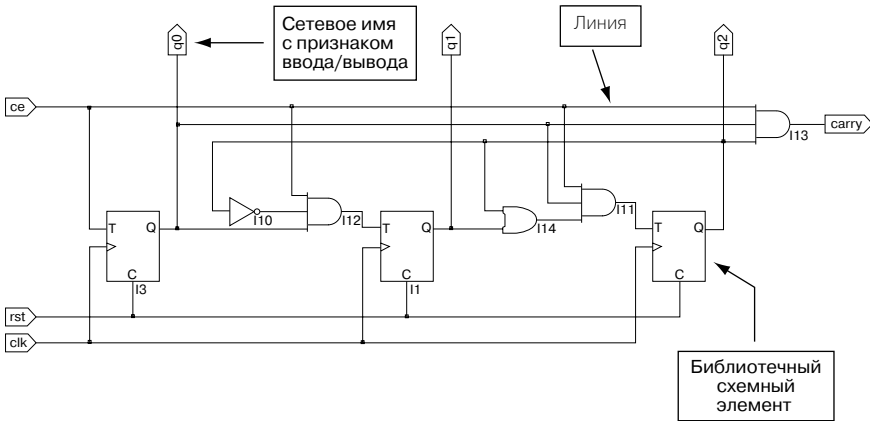 q0
Сетевое имя
с признаком
ввода/вывода
q1
Линия
q2
ce
carry
I13
I10
I12
I14
I11
T Q
C
I3
T Q
C
I1
T Q
C
rst
clk
Библиотечный
схемный
элемент